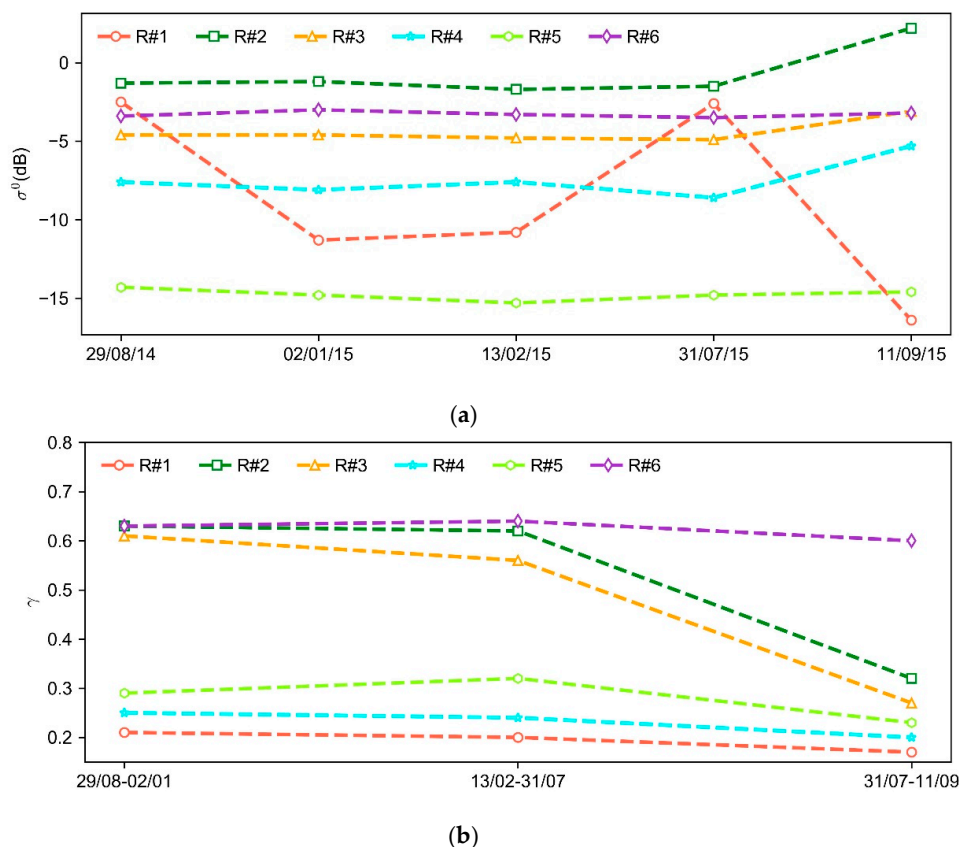 R#1 R#2 R#3 R#4 R#5 R#6
0
−5
σ⁰(dB)
−10
−15
29/08/14 02/01/15 13/02/15 31/07/15 11/09/15
(a)
0.8
R#1 R#2 R#3 R#4 R#5 R#6
0.7
0.6
0.5
γ
0.4
0.3
0.2
29/08-02/01 13/02-31/07 31/07-11/09
(b)